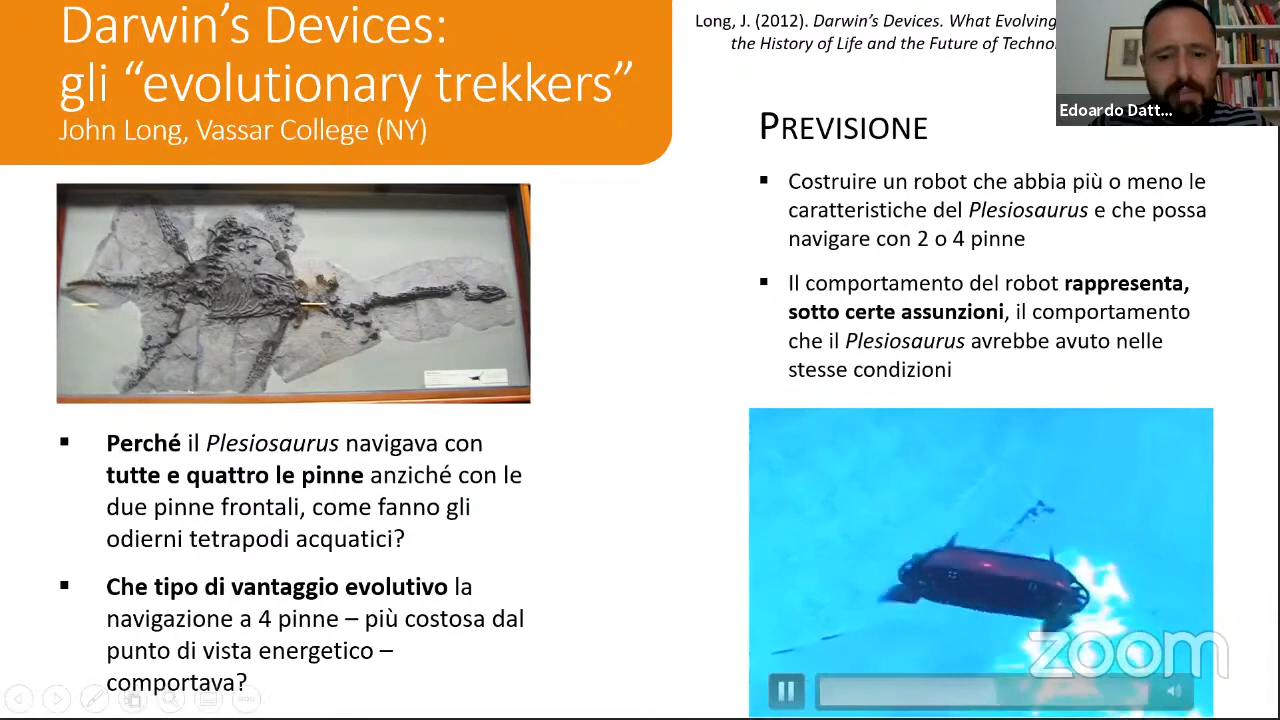 Darwin's Devices:
gli “evolutionary trekkers”
John Long, Vassar College (NY)
Long, J. (2012). Darwin's Devices. What Evolving
the History of Life and the Future of Techno
Edoardo Datt...
PREVISIONE
▪ Costruire un robot che abbia più o meno le
caratteristiche del Plesiosaurus e che possa
navigare con 2 o 4 pinne
▪ Il comportamento del robot rappresenta,
sotto certe assunzioni, il comportamento
che il Plesiosaurus avrebbe avuto nelle
stesse condizioni
▪ Perché il Plesiosaurus navigava con
tutte e quattro le pinne anziché con le
due pinne frontali, come fanno gli
odierni tetrapodi acquatici?
▪ Che tipo di vantaggio evolutivo la
navigazione a 4 pinne – più costosa dal
punto di vista energetico –
comportava?
zoom